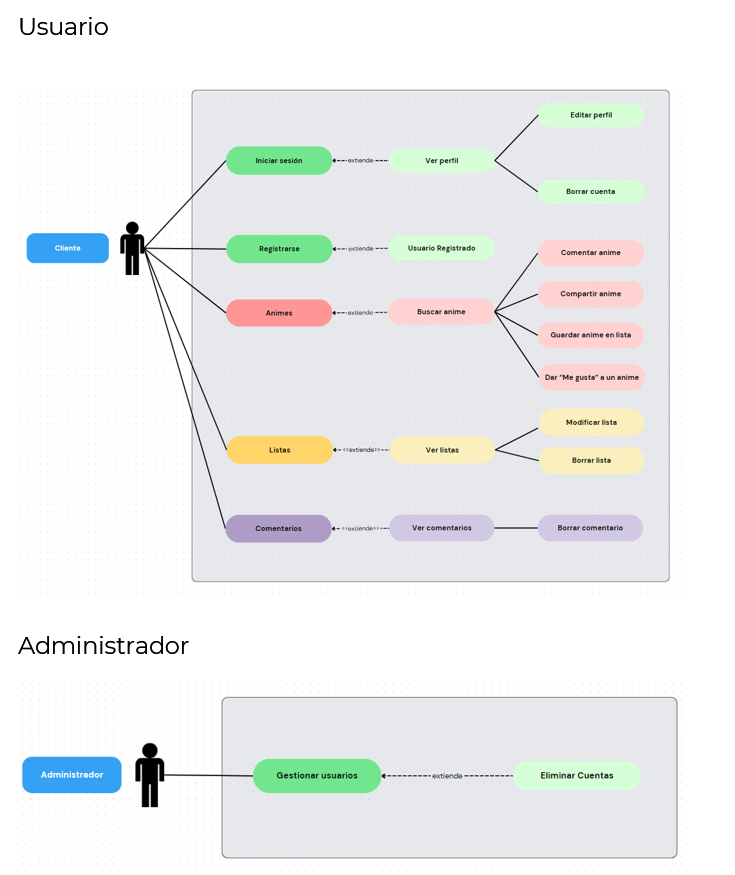 Usuario
Editar perfil
Iniciar sesión
extiende
Ver perfil
Borrar cuenta
Cliente
Registrarse
extiende
Usuario Registrado
Comentar anime
Compartir anime
Animes
extiende
Buscar anime
Guardar anime en lista
Dar "Me gusta" a un anime
Modificar lista
Listas
<<extiende>>
Ver listas
Borrar lista
Comentarios
<<extiende>>
Ver comentarios
Borrar comentario
Administrador
Administrador
Gestionar usuarios
extiende
Eliminar Cuentas